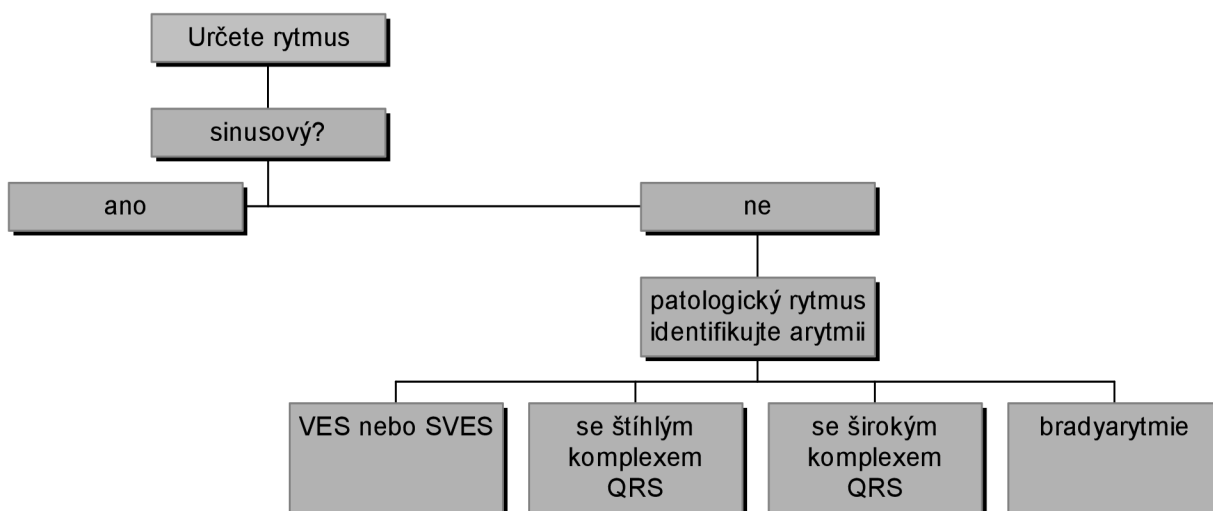 Určete rytmus
sinusový?
ano
ne
patologický rytmus
identifikujte arytmii
VES nebo SVES
se štíhlým
komplexem
QRS
se širokým
komplexem
QRS
bradyarytmie